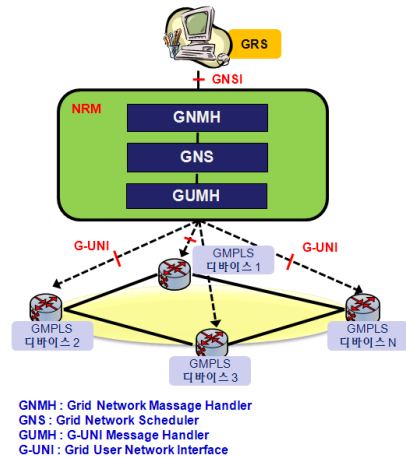 GRS
GNSI
NRM
GNMH
GNS
GUMH
G-UNI
G-UNI
GMPLS
디바이스 1
GMPLS
디바이스 2
GMPLS
디바이스 N
GMPLS
디바이스 3
GNMH : Grid Network Massage Handler
GNS : Grid Network Scheduler
GUMH : G-UNI Message Handler
G-UNI : Grid User Network Interface